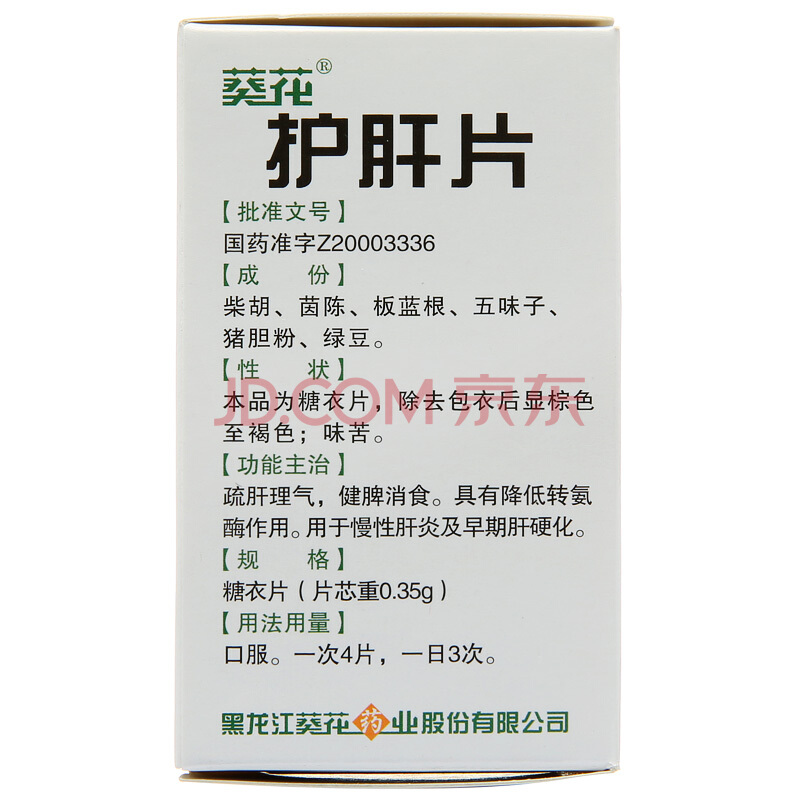 葵花®
护肝片
【批准文号】
国药准字Z20003336
【成 份】
柴胡、茵陈、板蓝根、五味子、
猪胆粉、绿豆。
【性 状】
JD.COM 京东
本品为糖衣片，除去包衣后显棕色
至褐色；味苦。
【功能主治】
疏肝理气，健脾消食。具有降低转氨
酶作用。用于慢性肝炎及早期肝硬化。
【规 格】
糖衣片（片芯重0.35g）
【用法用量】
口服。一次4片，一日3次。
黑龙江葵花药业股份有限公司